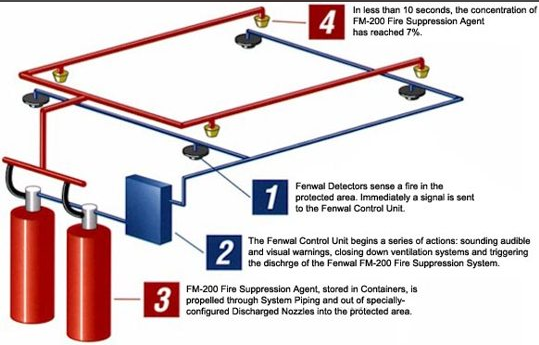 4
In less than 10 seconds, the concentration of
FM-200 Fire Suppression Agent
has reached 7%.
1
Fenwal Detectors sense a fire in the
protected area. Immediately a signal is sent
to the Fenwal Control Unit.
2
The Fenwal Control Unit begins a series of actions: sounding audible
and visual warnings, closing down ventilation systems and triggering
the dischrge of the Fenwal FM-200 Fire Suppression System.
3
FM-200 Fire Suppression Agent, stored in Containers, is
propelled through System Piping and out of specially-
configured Discharged Nozzles into the protected area.